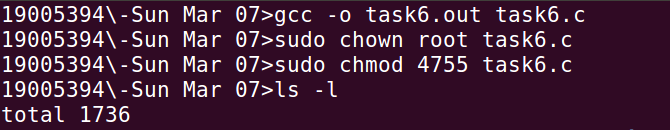 19005394\-Sun Mar 07>gcc -o task6.out task6.c
19005394\-Sun Mar 07>sudo chown root task6.c
19005394\-Sun Mar 07>sudo chmod 4755 task6.c
19005394\-Sun Mar 07>ls -l
total 1736